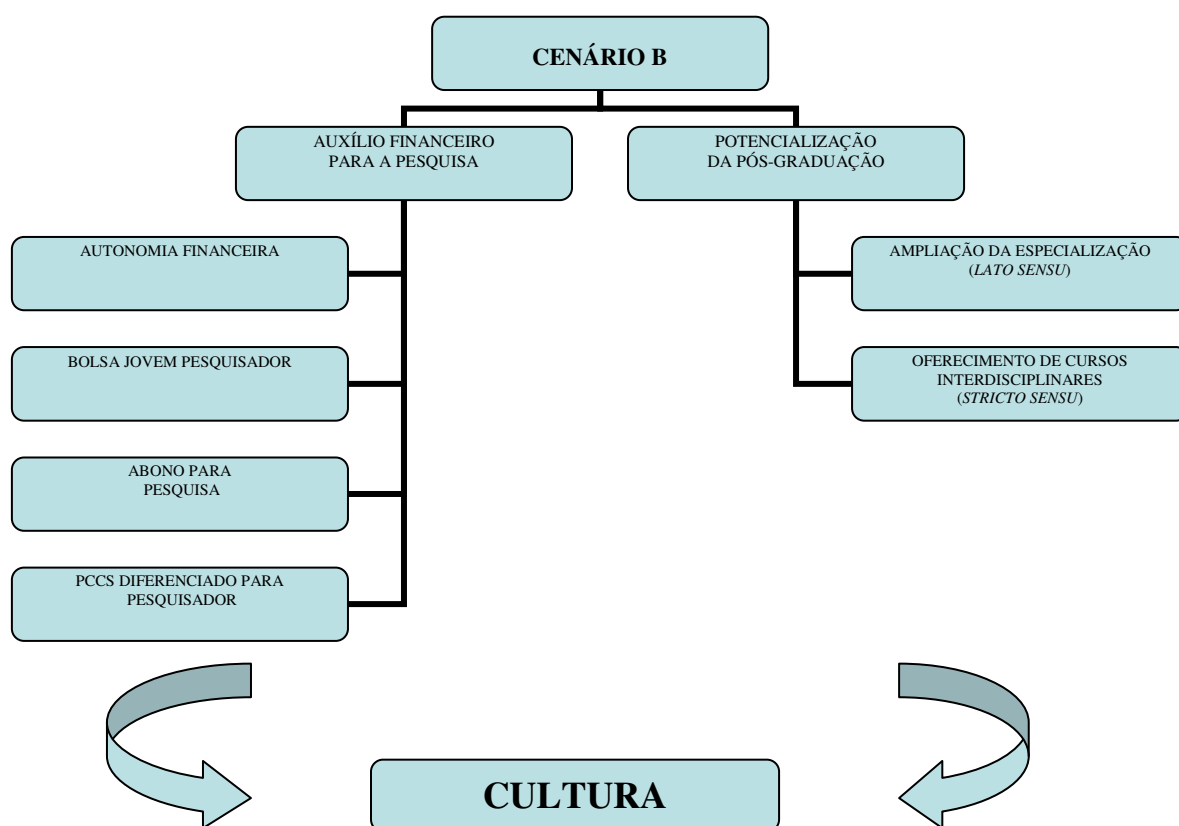 CENÁRIO B
AUXÍLIO FINANCEIRO
PARA A PESQUISA
POTENCIALIZAÇÃO
DA PÓS-GRADUAÇÃO
AUTONOMIA FINANCEIRA
BOLSA JOVEM PESQUISADOR
ABONO PARA
PESQUISA
PCCS DIFERENCIADO PARA
PESQUISADOR
AMPLIAÇÃO DA ESPECIALIZAÇÃO
(LATO SENSU)
OFERECIMENTO DE CURSOS
INTERDISCIPLINARES
(STRICTO SENSU)
CULTURA